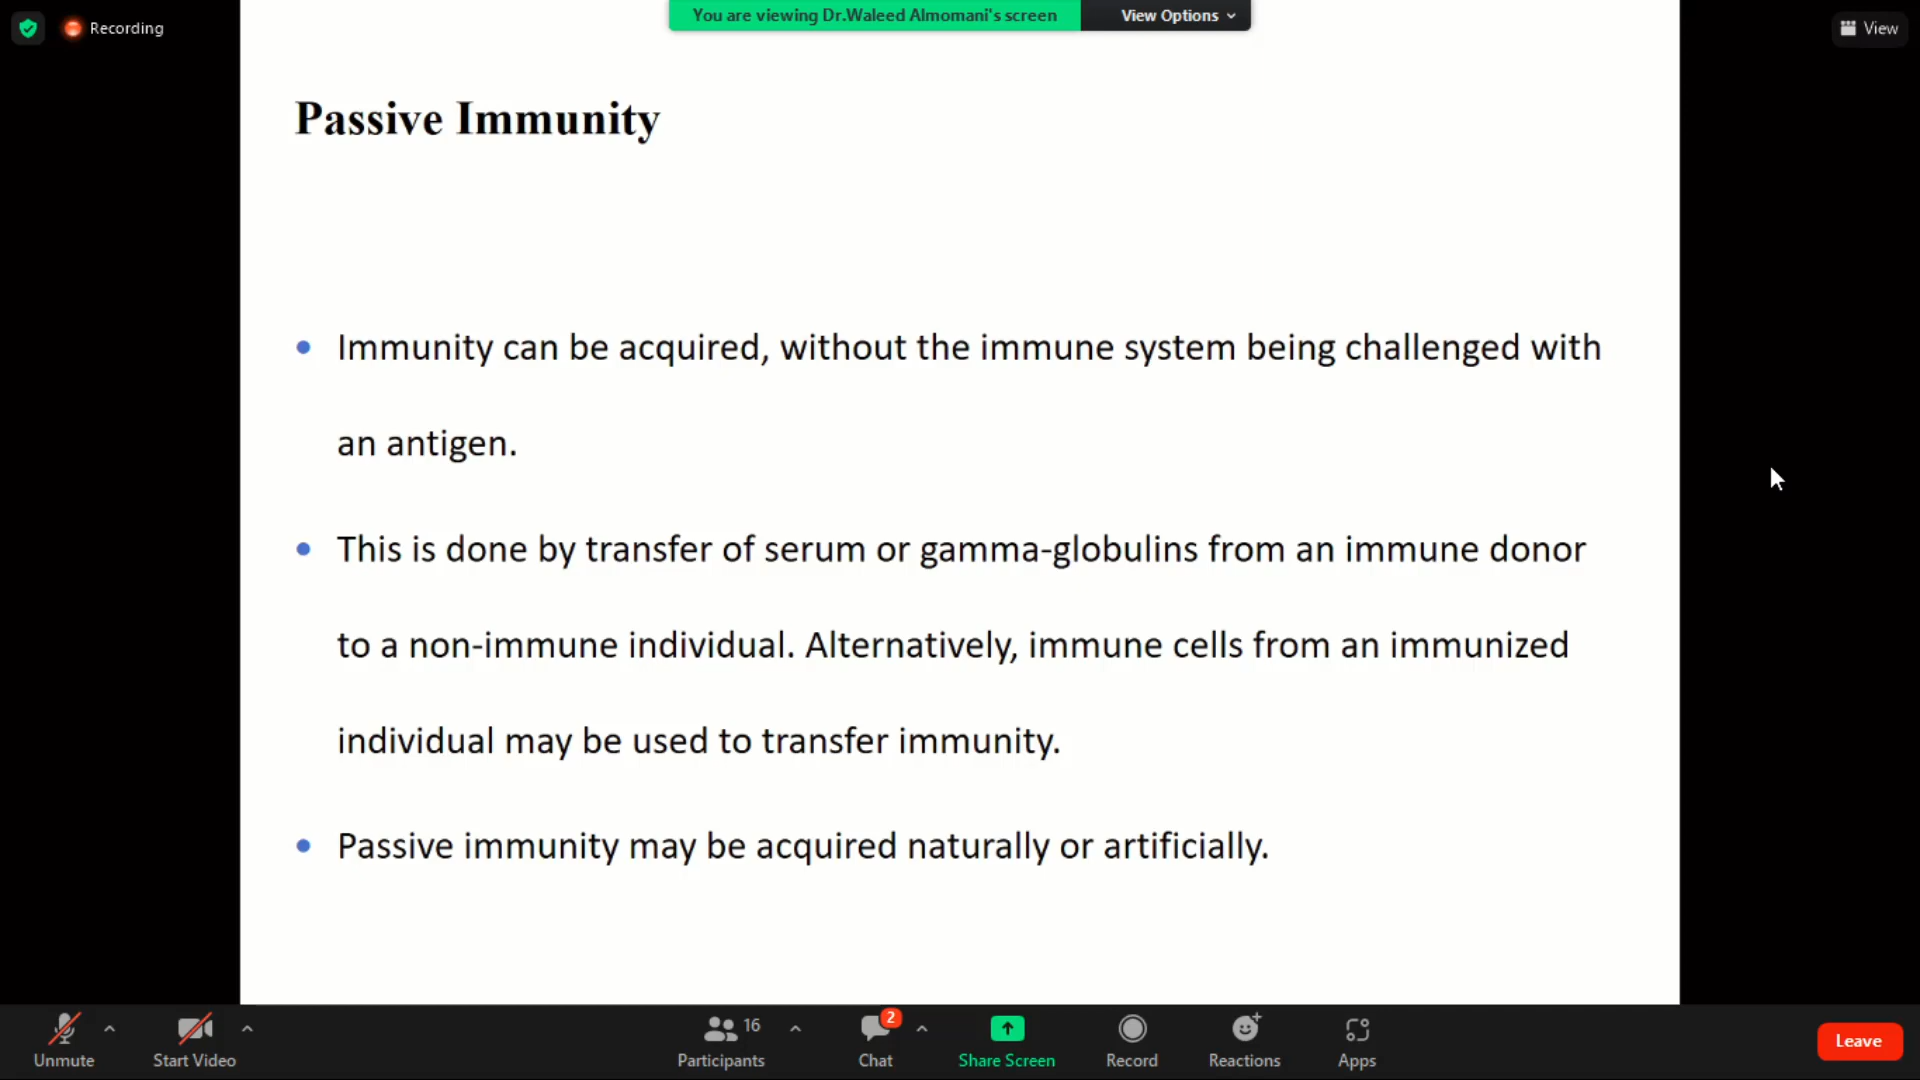 Recording
You are viewing Dr.Waleed Almomani's screen
View Options
View
Passive Immunity
• Immunity can be acquired, without the immune system being challenged with
an antigen.
• This is done by transfer of serum or gamma-globulins from an immune donor
to a non-immune individual. Alternatively, immune cells from an immunized
individual may be used to transfer immunity.
• Passive immunity may be acquired naturally or artificially.
16
2
Unmute
Start Video
Participants
Chat
Share Screen
Record
Reactions
Apps
Leave